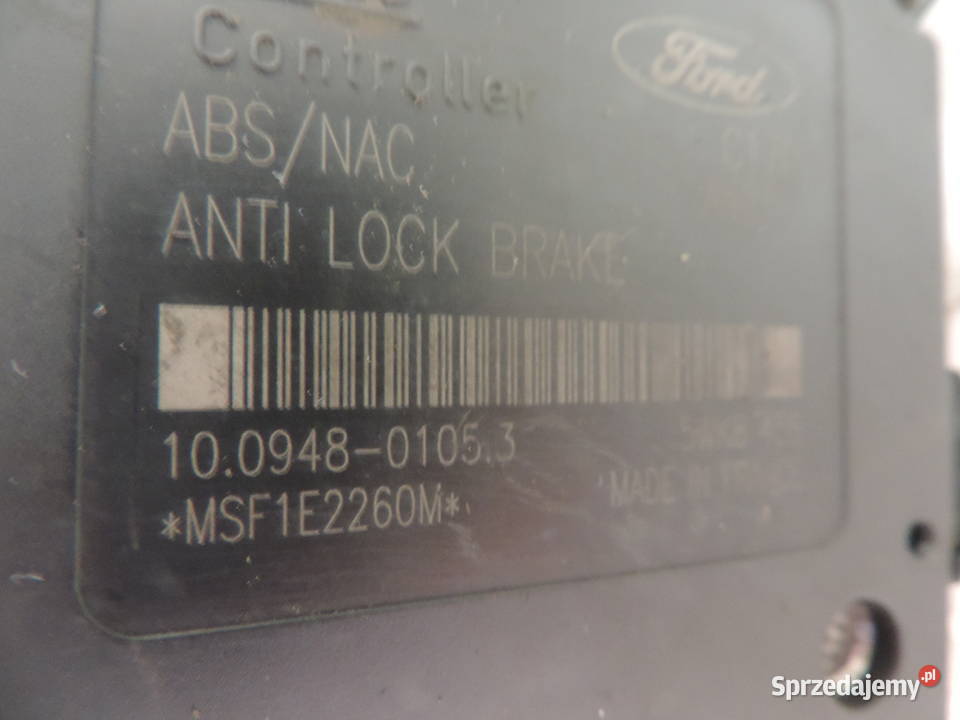 Controller
Ford
ABS/NAC
ANTI LOCK BRAKE
10.0948-0105.3
*MSF1E2260M*
MADE IN
Sprzedajemy.pl